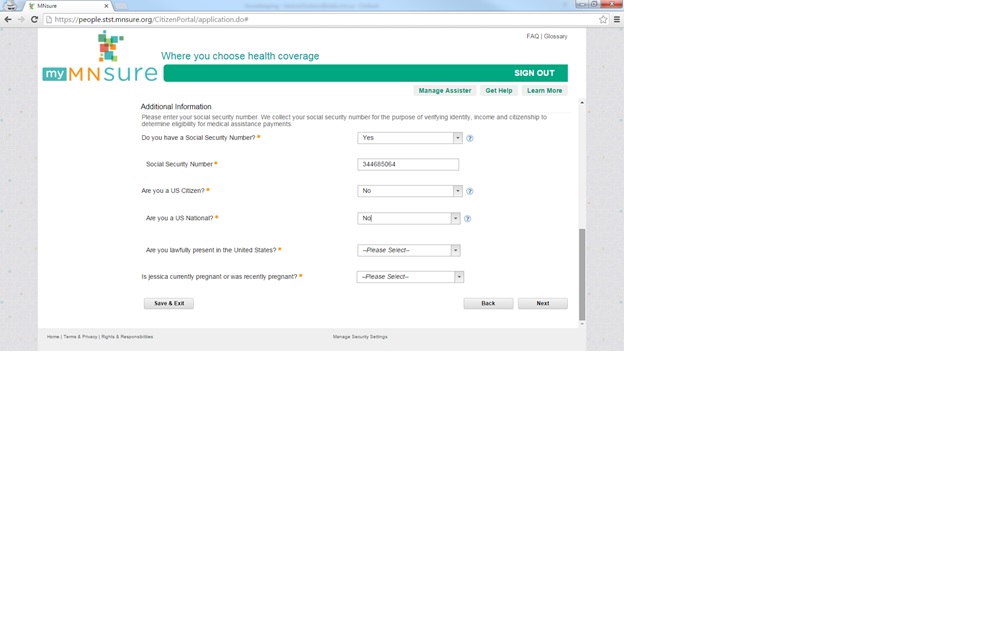 MNsure
https://people.stst.mnsure.org/CitizenPortal/application.do#
FAQ | Glossary
Where you choose health coverage
my MNsure
SIGN OUT
Manage Assister Get Help Learn More
Additional Information
Please enter your social security number. We collect your social security number for the purpose of verifying identity, income and citizenship to
determine eligibility for medical assistance payments
Do you have a Social Security Number?* Yes
Social Security Number* 344685064
Are you a US Citizen?* No
Are you a US National?* No
Are you lawfully present in the United States?* --Please Select--
Is jessica currently pregnant or was recently pregnant?* --Please Select--
Save & Exit Back Next
Home | Terms & Privacy | Rights & Responsibilities Manage Security Settings